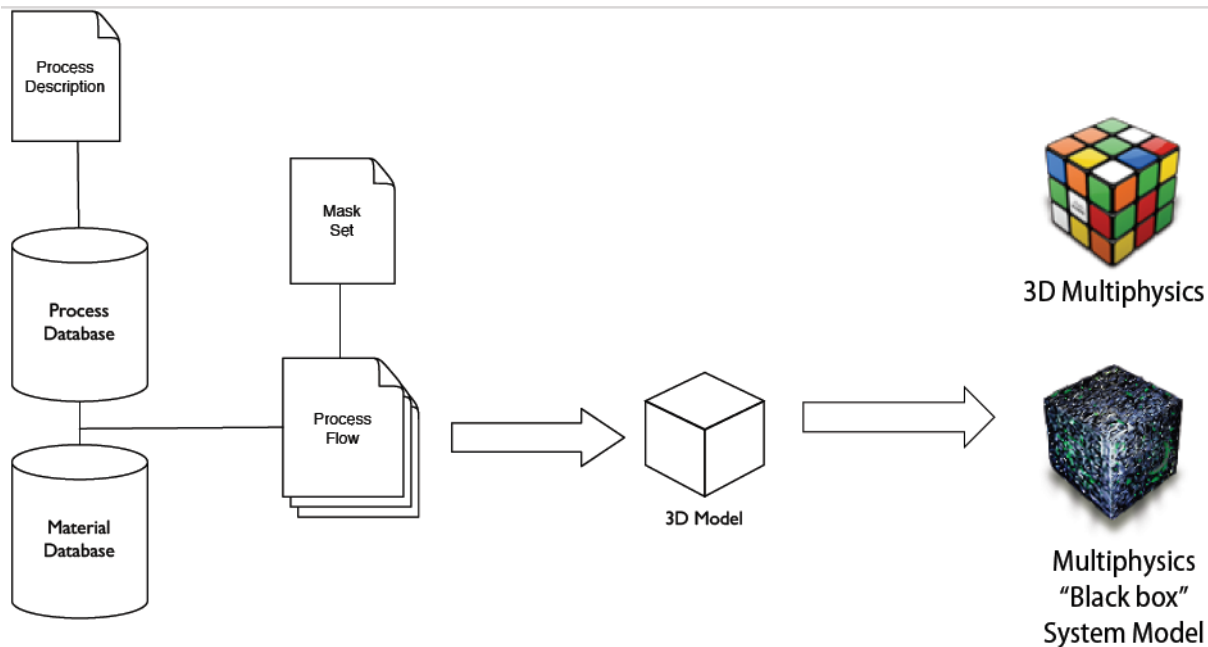 Process
Description
Process
Database
Material
Database
Mask
Set
Process
Flow
3D Model
3D Multiphysics
Multiphysics
“Black box”
System Model